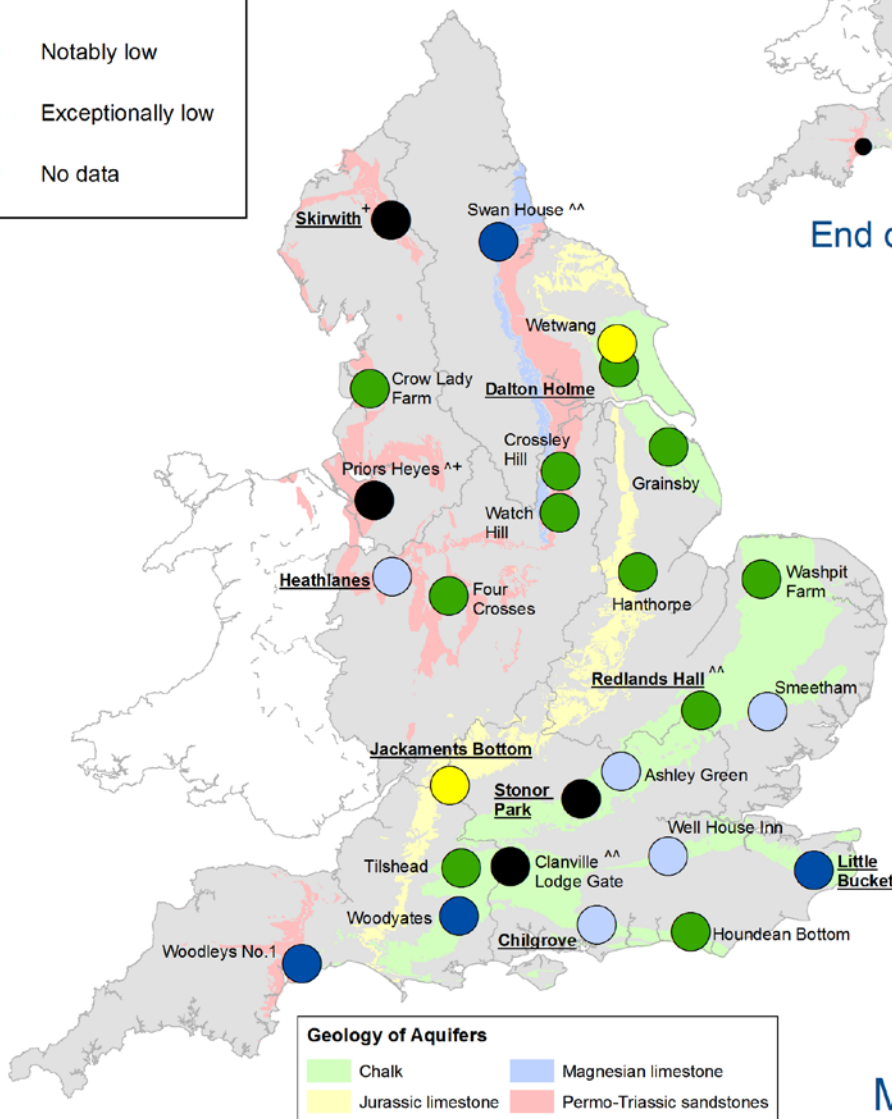 Notably low
Exceptionally low
No data
End
Skirwith +
Swan House ^^
Wetwang
Dalton Holme
Crow Lady
Farm
Crossley
Hill
Grainsby
Priors Heyes ^+
Watch
Hill
Heathlanes
Four
Crosses
Hanthorpe
Washpit
Farm
Redlands Hall ^^
Smeetham
Jackaments Bottom
Ashley Green
Stonor
Park
Well House Inn
Tilshead
Clanville ^^
Lodge Gate
Little
Bucket
Woodyates
Chilgrove
Houndean Bottom
Woodleys No.1
Geology of Aquifers
Chalk
Magnesian limestone
Jurassic limestone
Permo-Triassic sandstones